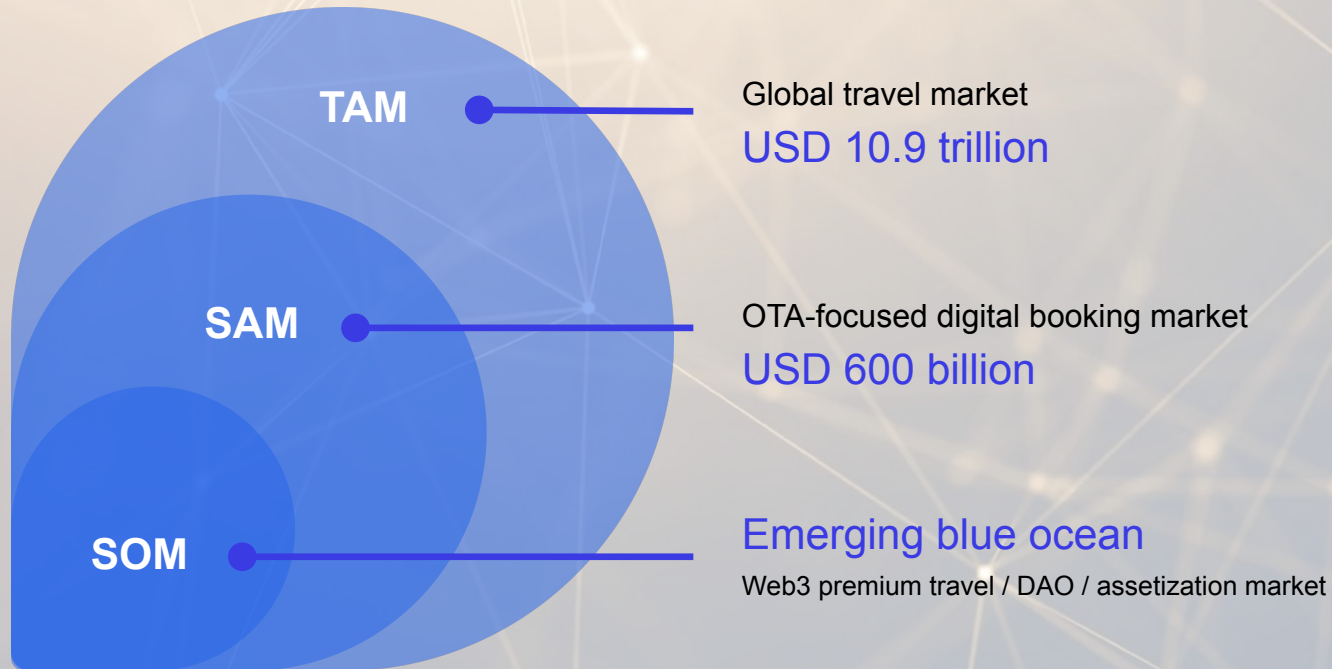 TAM
Global travel market
USD 10.9 trillion
SAM
OTA-focused digital booking market
USD 600 billion
SOM
Emerging blue ocean
Web3 premium travel / DAO / assetization market